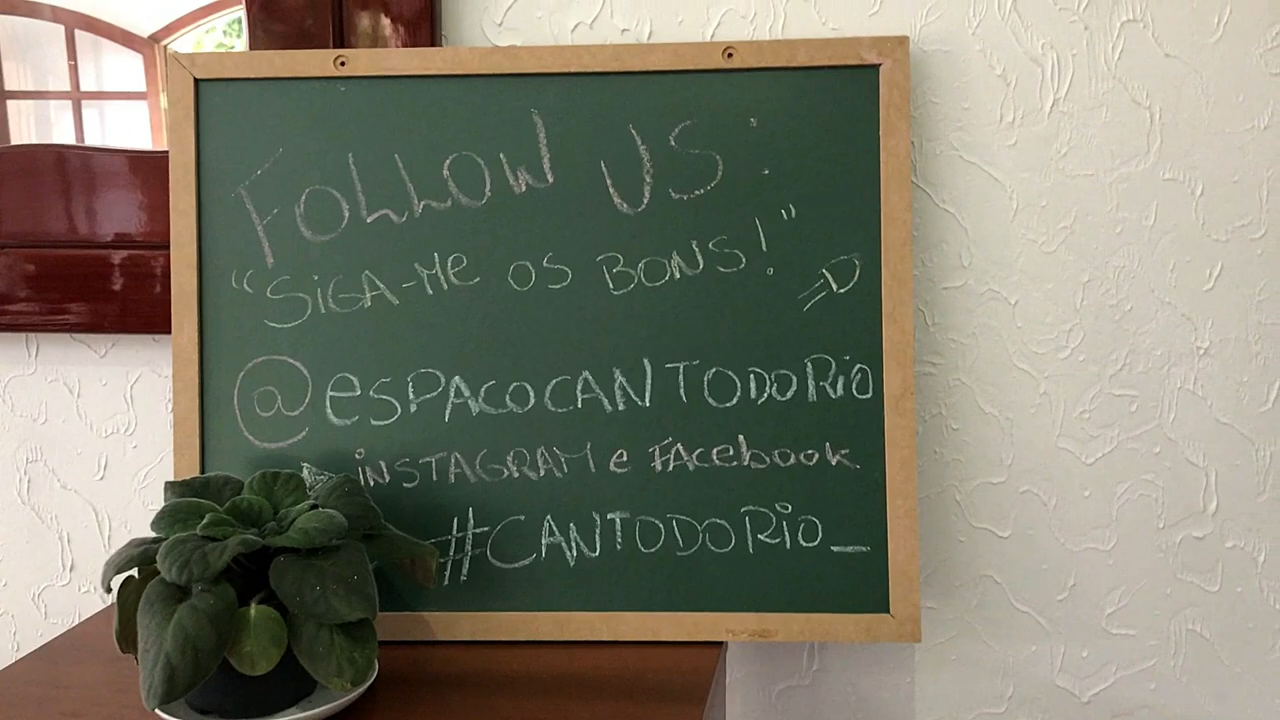 FOLLOW US:
"SiGA-Me OS BONS!"
=D
@eSPACOCANTODORiO
iNSTAGRAM e FAcebook
#CANTODORiO_